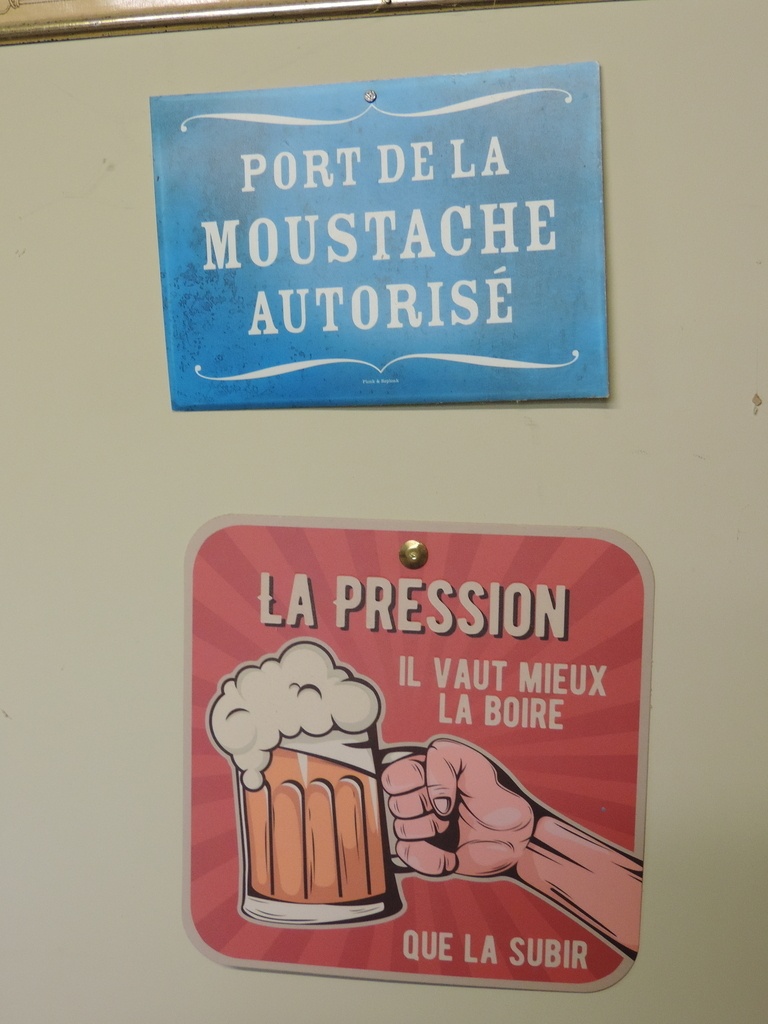 PORT DE LA
MOUSTACHE
AUTORISÉ
LA PRESSION
IL VAUT MIEUX
LA BOIRE
QUE LA SUBIR